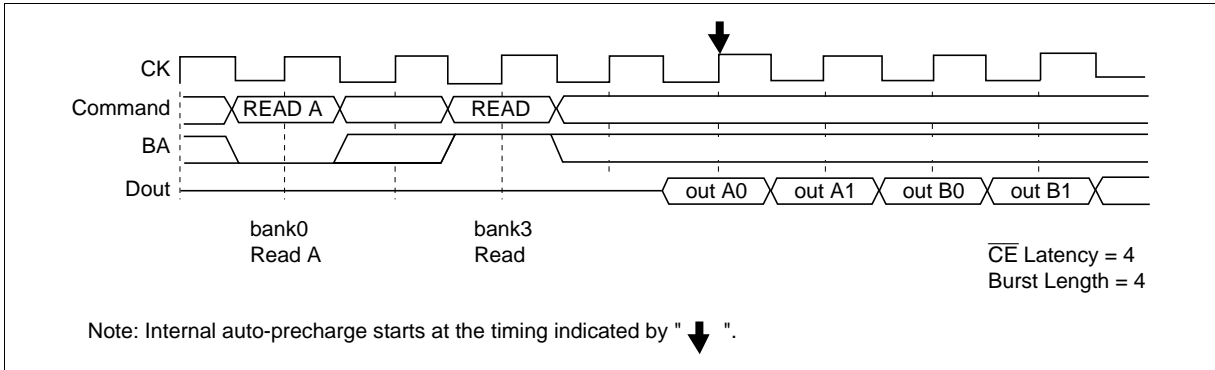 CK
Command READ A READ
BA
Dout out A0 out A1 out B0 out B1
bank0 bank3
Read A Read
CE Latency = 4
Burst Length = 4
Note: Internal auto-precharge starts at the timing indicated by " ".